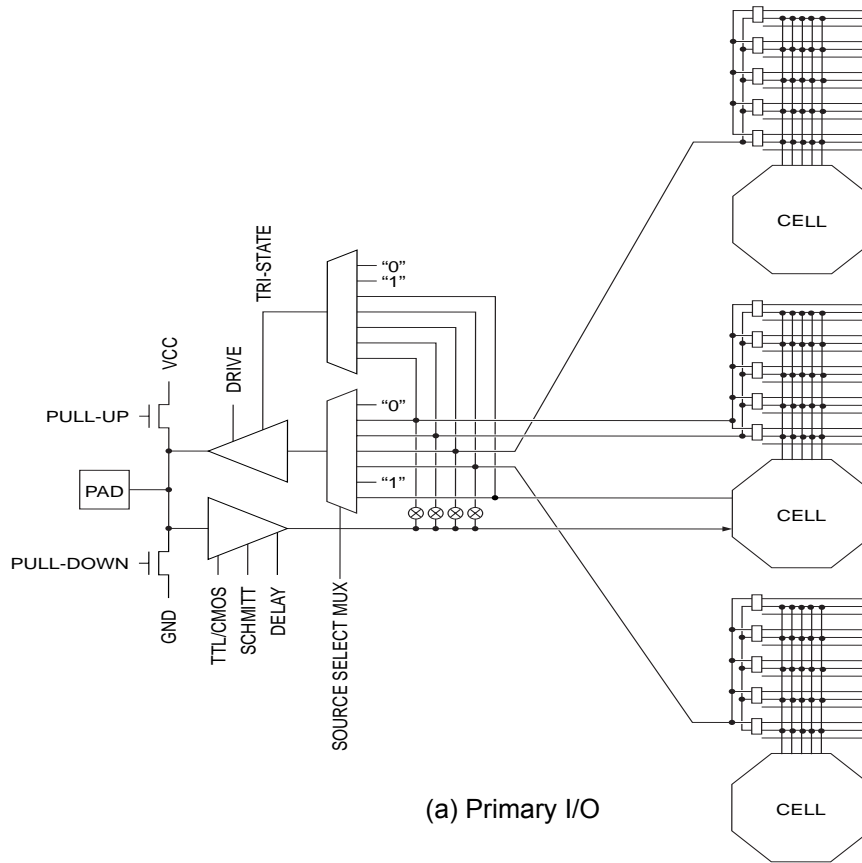 CELL
"0"
"1"
TRI-STATE
VCC
DRIVE
PULL-UP
"0"
"1"
PAD
CELL
PULL-DOWN
GND
TTL/CMOS
SCHMITT
DELAY
SOURCE SELECT MUX
CELL
(a) Primary I/O